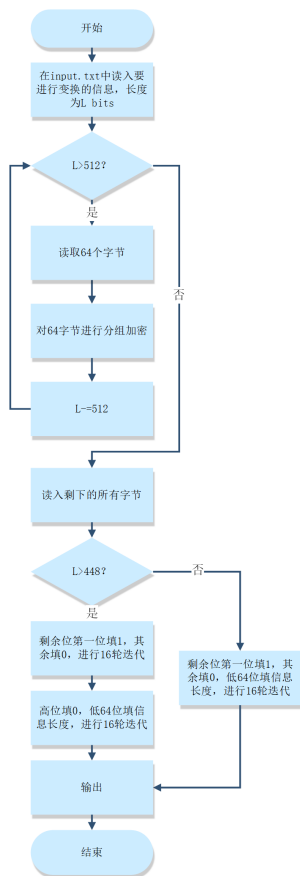 开始
在input.txt中读入要
进行变换的信息，长度
为L bits
L>512?
是
读取64个字节
否
对64字节进行分组加密
L-=512
读入剩下的所有字节
L>448?
否
是
剩余位第一位填1，其
余填0，进行16轮迭代
剩余位第一位填1，其
余填0，低64位填信息
长度，进行16轮迭代
高位填0，低64位填信
息长度，进行16轮迭代
输出
结束